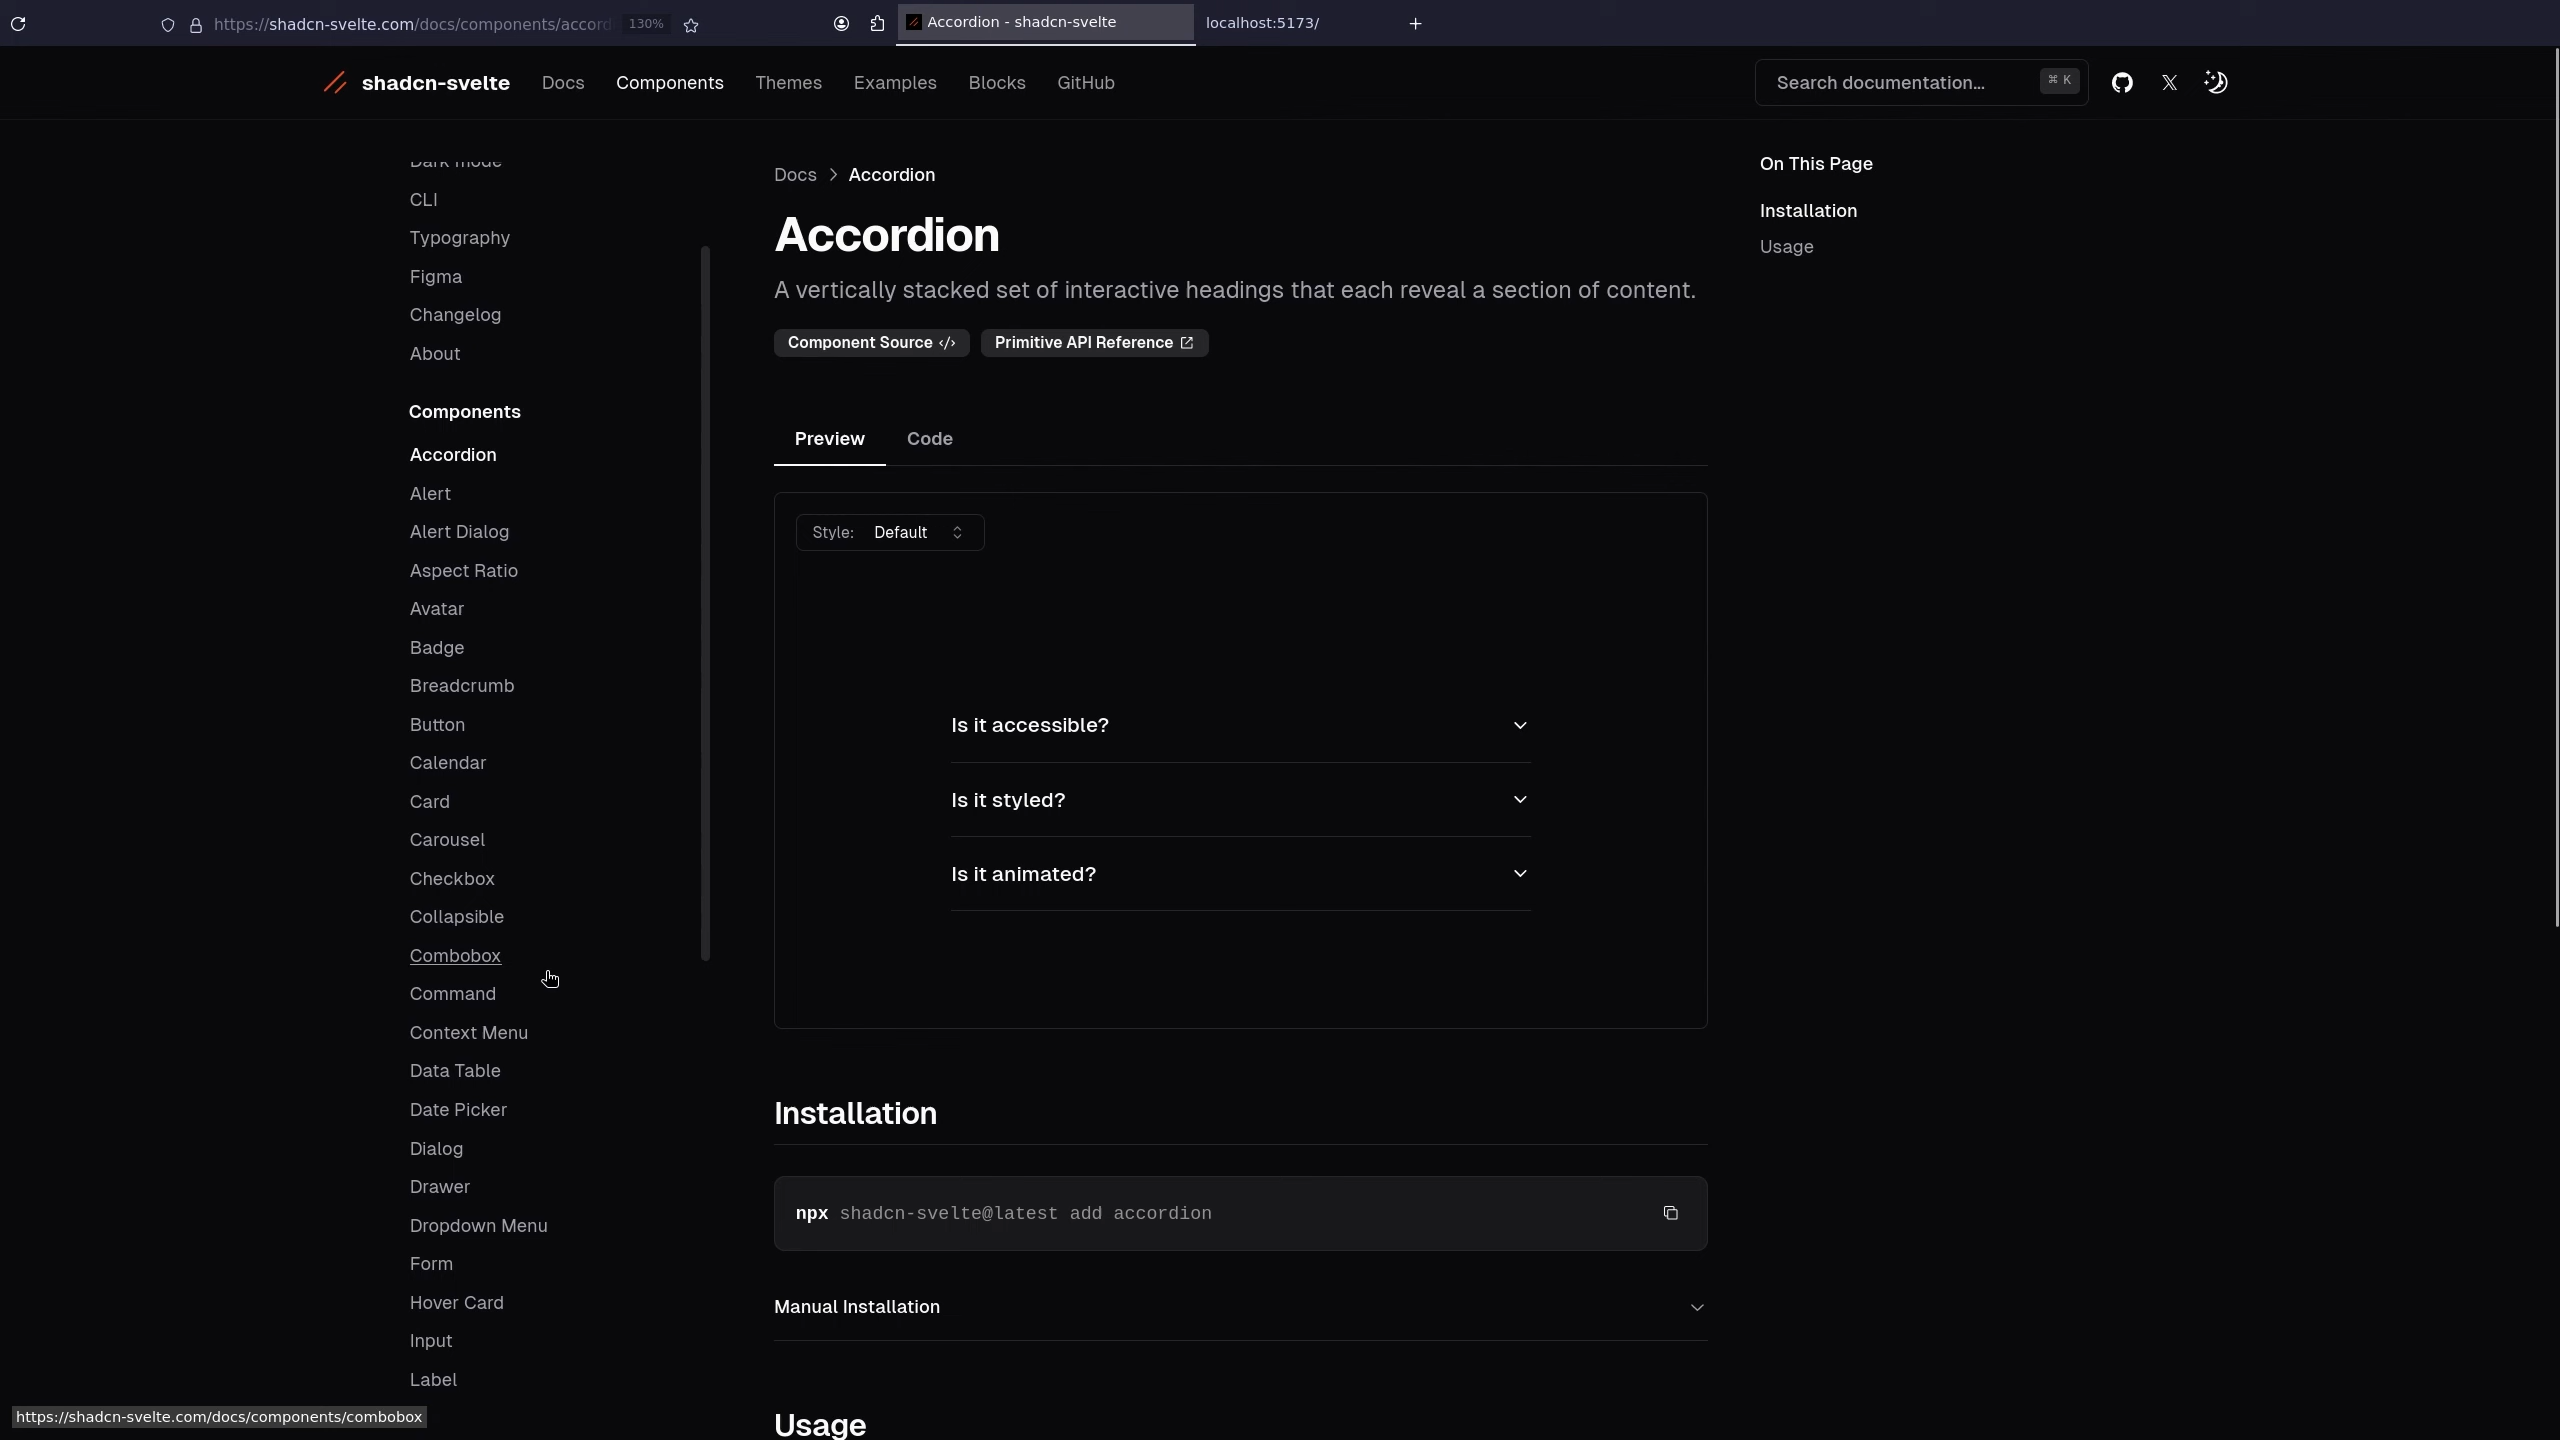 https://shadcn-svelte.com/docs/components/accord
130%
Accordion - shadcn-svelte
localhost:5173/
shadcn-svelte
Docs
Components
Themes
Examples
Blocks
GitHub
Search documentation...
⌘ K
Dark mode
CLI
Typography
Figma
Changelog
About
Components
Accordion
Alert
Alert Dialog
Aspect Ratio
Avatar
Badge
Breadcrumb
Button
Calendar
Card
Carousel
Checkbox
Collapsible
Combobox
Command
Context Menu
Data Table
Date Picker
Dialog
Drawer
Dropdown Menu
Form
Hover Card
Input
Label
Docs > Accordion
Accordion
A vertically stacked set of interactive headings that each reveal a section of content.
Component Source </>
Primitive API Reference
Preview
Code
Style: Default
Is it accessible?
Is it styled?
Is it animated?
Installation
npx shadcn-svelte@latest add accordion
Manual Installation
Usage
On This Page
Installation
Usage
https://shadcn-svelte.com/docs/components/combobox